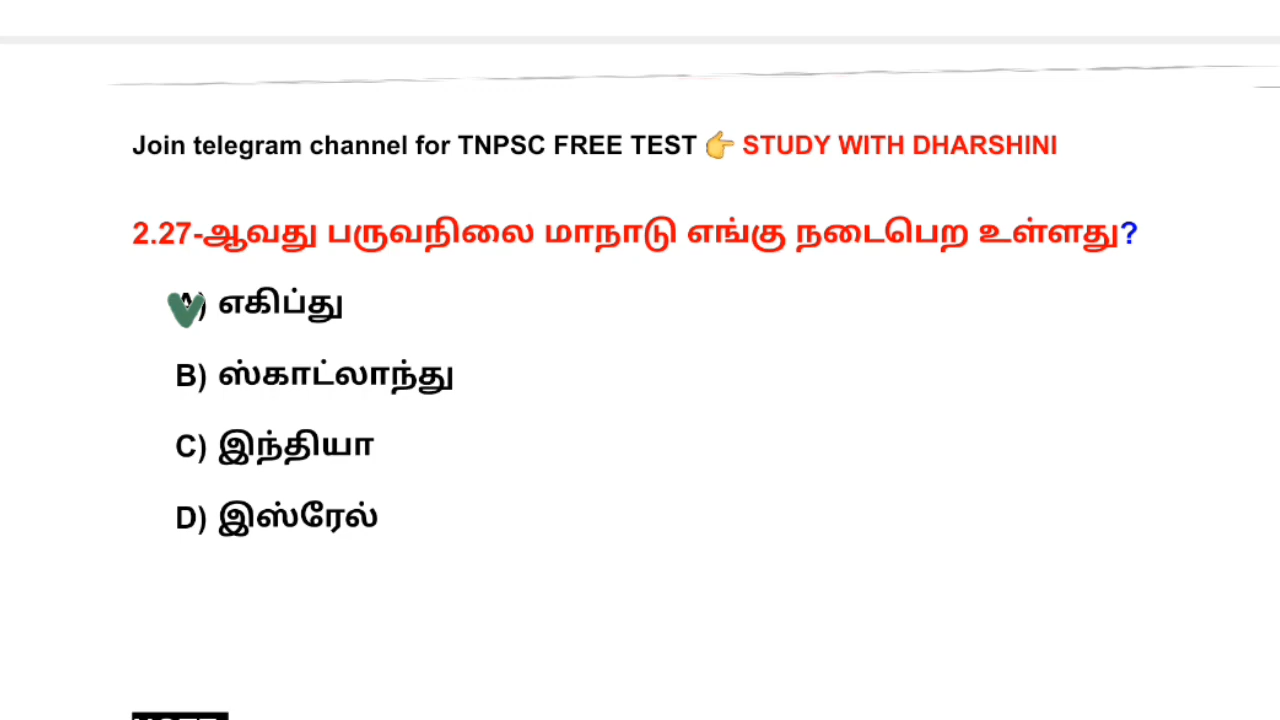 Join telegram channel for TNPSC FREE TEST 👉 STUDY WITH DHARSHINI
2.27-ஆவது பருவநிலை மாநாடு எங்கு நடைபெற உள்ளது?
A) எகிப்து
B) ஸ்காட்லாந்து
C) இந்தியா
D) இஸ்ரேல்